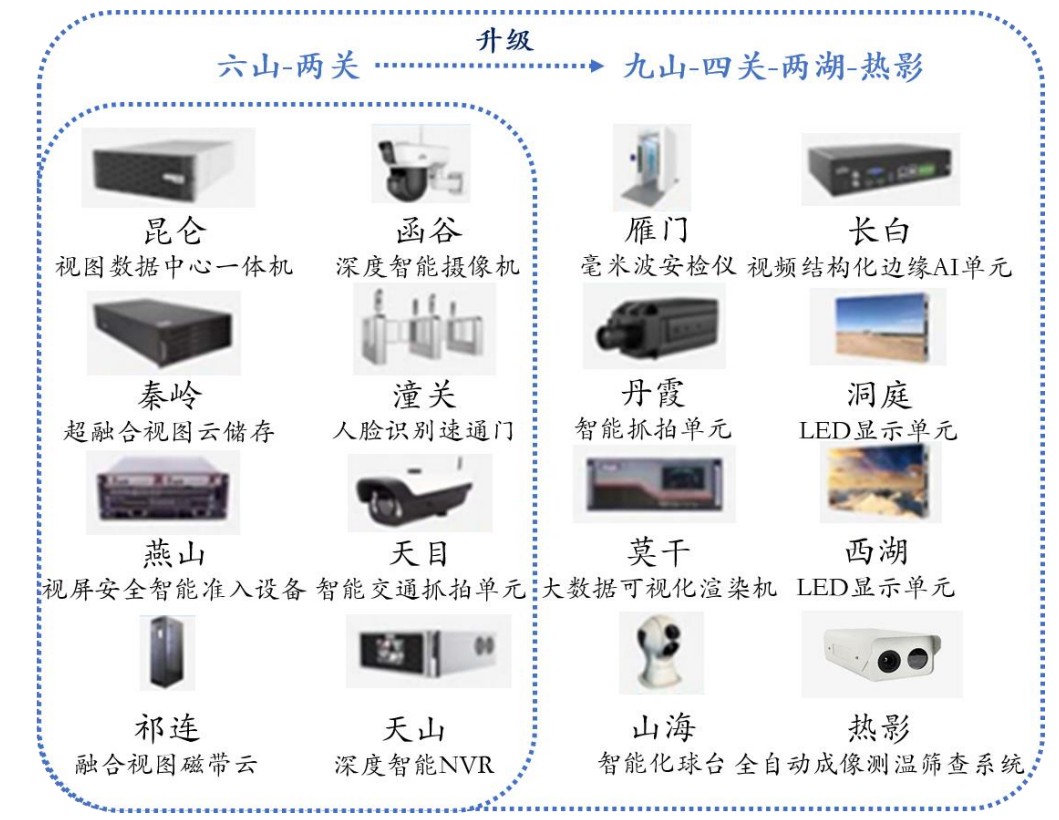 升级
六山-两关
九山-四关-两湖-热影
昆仑
函谷
雁门
长白
视图数据中心一体机
深度智能摄像机
毫米波安检仪
视频结构化边缘AI单元
秦岭
潼关
丹霞
洞庭
超融合视图云储存
人脸识别速通门
智能抓拍单元
LED显示单元
燕山
天目
莫干
西湖
视屏安全智能准入设备
智能交通抓拍单元
大数据可视化渲染机
LED显示单元
祁连
天山
山海
热影
融合视图磁带云
深度智能NVR
智能化球台
全自动成像测温筛查系统